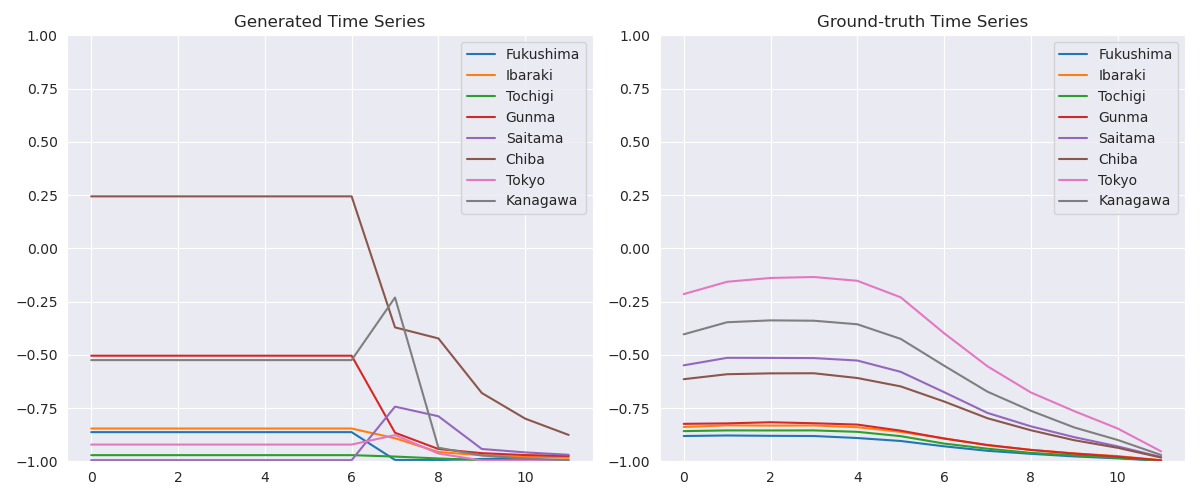 Generated Time Series
1.00
0.75
0.50
0.25
0.00
−0.25
−0.50
−0.75
−1.00
0 2 4 6 8 10
Fukushima
Ibaraki
Tochigi
Gunma
Saitama
Chiba
Tokyo
Kanagawa
Ground-truth Time Series
1.00
0.75
0.50
0.25
0.00
−0.25
−0.50
−0.75
−1.00
0 2 4 6 8 10
Fukushima
Ibaraki
Tochigi
Gunma
Saitama
Chiba
Tokyo
Kanagawa